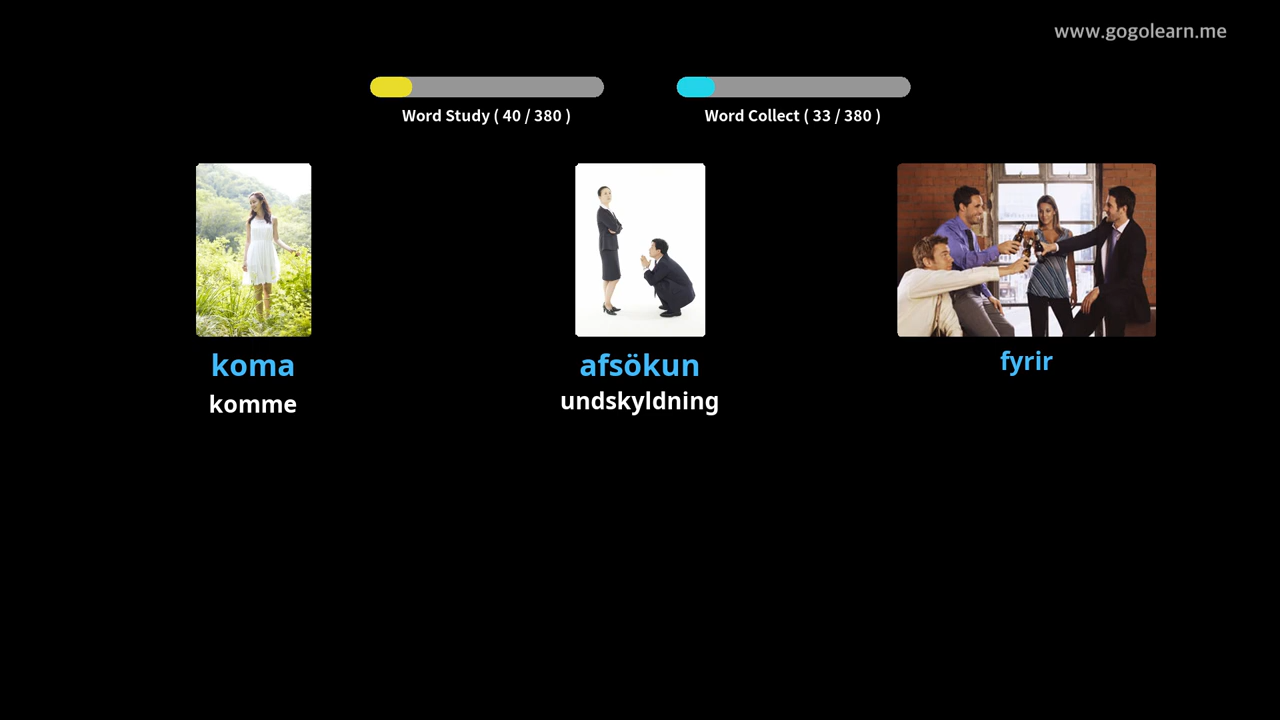 www.gogolearn.me
Word Study ( 40 / 380 )
Word Collect ( 33 / 380 )
koma
komme
afsökun
undskyldning
fyrir